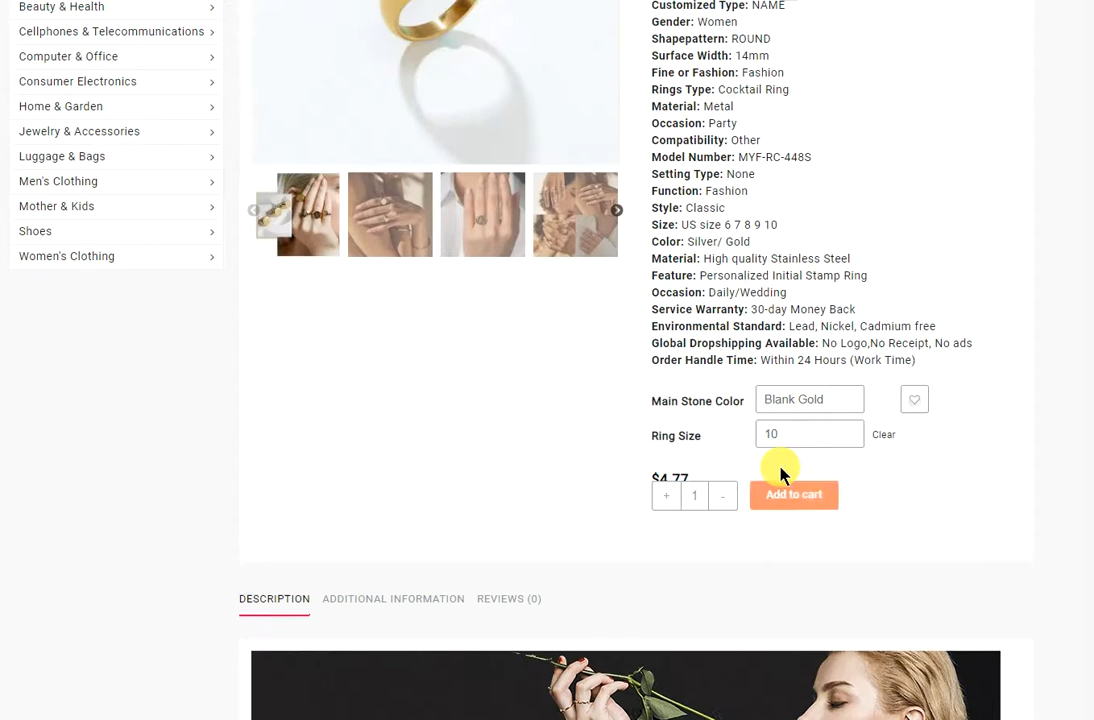 Beauty & Health
Cellphones & Telecommunications
Computer & Office
Consumer Electronics
Home & Garden
Jewelry & Accessories
Luggage & Bags
Men's Clothing
Mother & Kids
Shoes
Women's Clothing
Customized Type: NAME
Gender: Women
Shapepattern: ROUND
Surface Width: 14mm
Fine or Fashion: Fashion
Rings Type: Cocktail Ring
Material: Metal
Occasion: Party
Compatibility: Other
Model Number: MYF-RC-448S
Setting Type: None
Function: Fashion
Style: Classic
Size: US size 6 7 8 9 10
Color: Silver/ Gold
Material: High quality Stainless Steel
Feature: Personalized Initial Stamp Ring
Occasion: Daily/Wedding
Service Warranty: 30-day Money Back
Environmental Standard: Lead, Nickel, Cadmium free
Global Dropshipping Available: No Logo,No Receipt, No ads
Order Handle Time: Within 24 Hours (Work Time)
Main Stone Color Blank Gold
Ring Size 10 Clear
$4.77
+ 1 - Add to cart
DESCRIPTION ADDITIONAL INFORMATION REVIEWS (0)